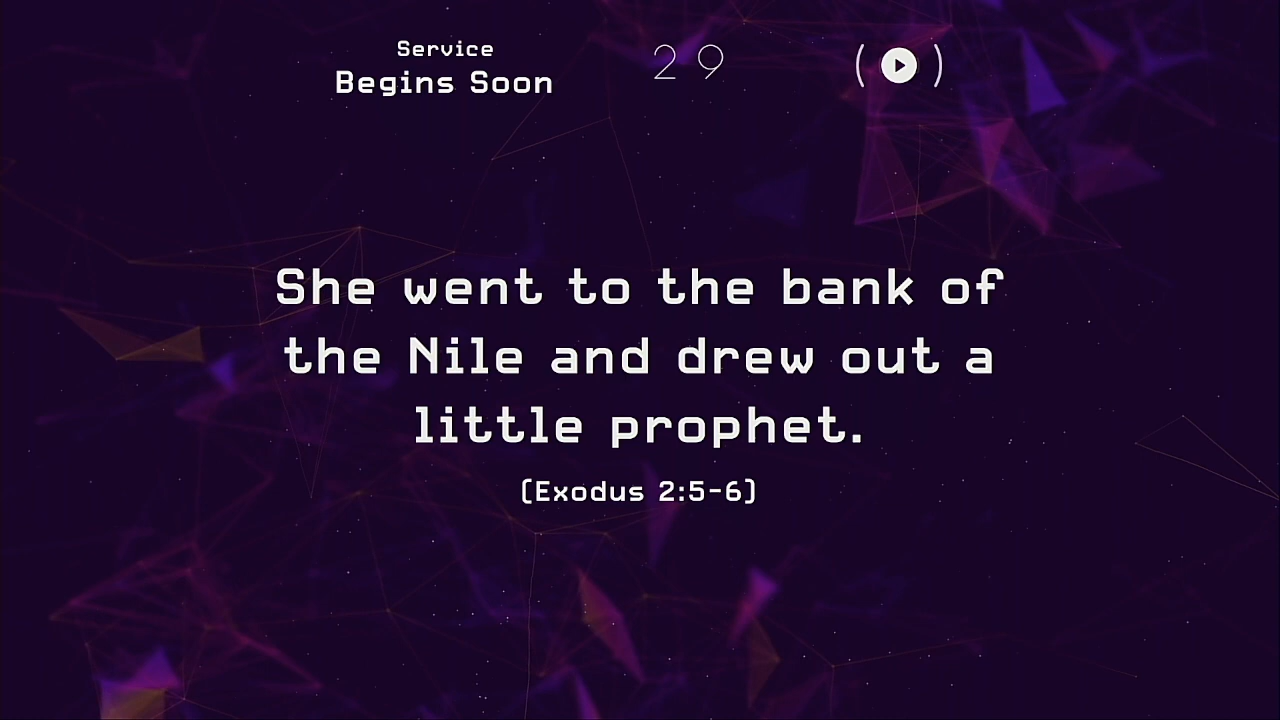 Service
Begins Soon
29
She went to the bank of
the Nile and drew out a
little prophet.
(Exodus 2:5-6)